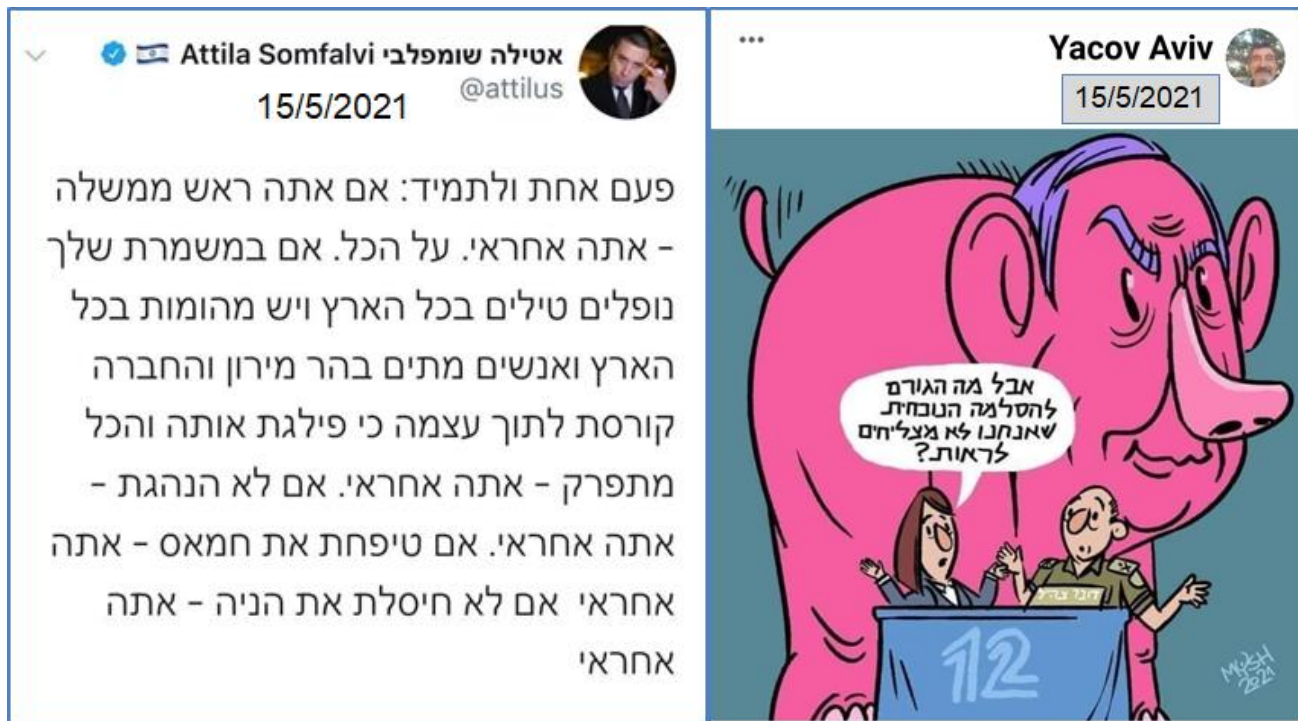 אטילה שומפלבי Attila Somfalvi
@attilus
15/5/2021
פעם אחת ולתמיד: אם אתה ראש ממשלה
- אתה אחראי. על הכל. אם במשמרת שלך
נופלים טילים בכל הארץ ויש מהומות בכל
הארץ ואנשים מתים בהר מירון והחברה
קורסת לתוך עצמה כי פילגת אותה והכל
מתפרק - אתה אחראי. אם לא הנהגת -
אתה אחראי. אם טיפחת את חמאס - אתה
אחראי אם לא חיסלת את הניה - אתה
אחראי
Yacov Aviv
15/5/2021
אבל מה הגורם
להסלמה הנוכחית
שאנחנו לא מצליחים
לראות?
דובר צה"ל
12
MYSH
2021